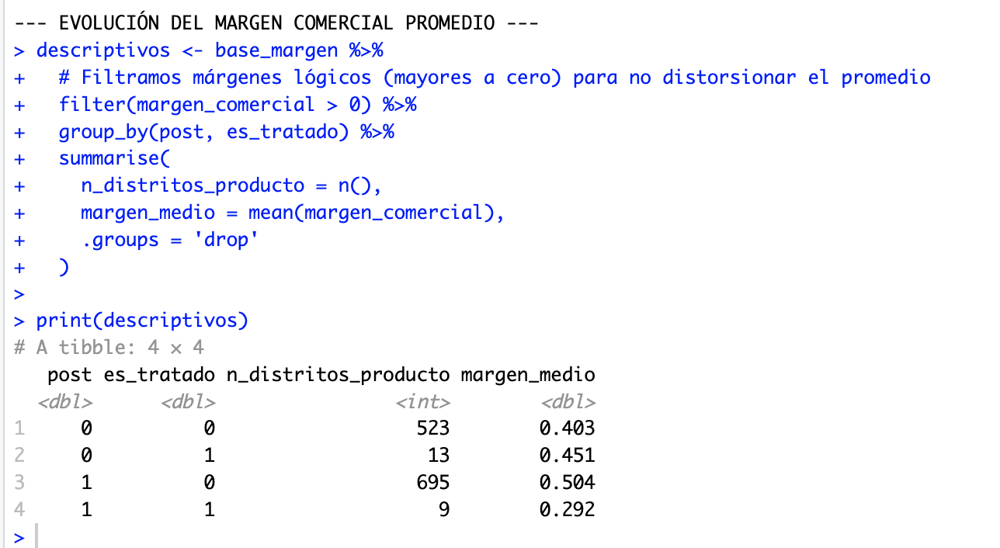 --- EVOLUCIÓN DEL MARGEN COMERCIAL PROMEDIO ---
> descriptivos <- base_margen %>%
+   # Filtramos márgenes lógicos (mayores a cero) para no distorsionar el promedio
+   filter(margen_comercial > 0) %>%
+   group_by(post, es_tratado) %>%
+   summarise(
+     n_distritos_producto = n(),
+     margen_medio = mean(margen_comercial),
+     .groups = 'drop'
+   )
>
> print(descriptivos)
# A tibble: 4 × 4
   post es_tratado n_distritos_producto margen_medio
  <dbl>      <dbl>                <int>        <dbl>
1     0          0                  523        0.403
2     0          1                   13        0.451
3     1          0                  695        0.504
4     1          1                    9        0.292
>